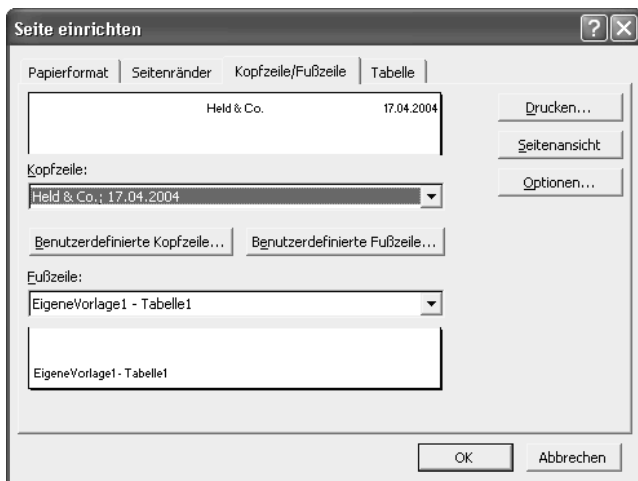 Seite einrichten
Papierformat Seitenränder Kopfzeile/Fußzeile Tabelle
Held & Co. 17.04.2004
Drucken...
Seitenansicht
Kopfzeile:
Optionen...
Held & Co.; 17.04.2004
Benutzerdefinierte Kopfzeile... Benutzerdefinierte Fußzeile...
Fußzeile:
EigeneVorlage1 - Tabelle1
EigeneVorlage1 - Tabelle1
OK Abbrechen